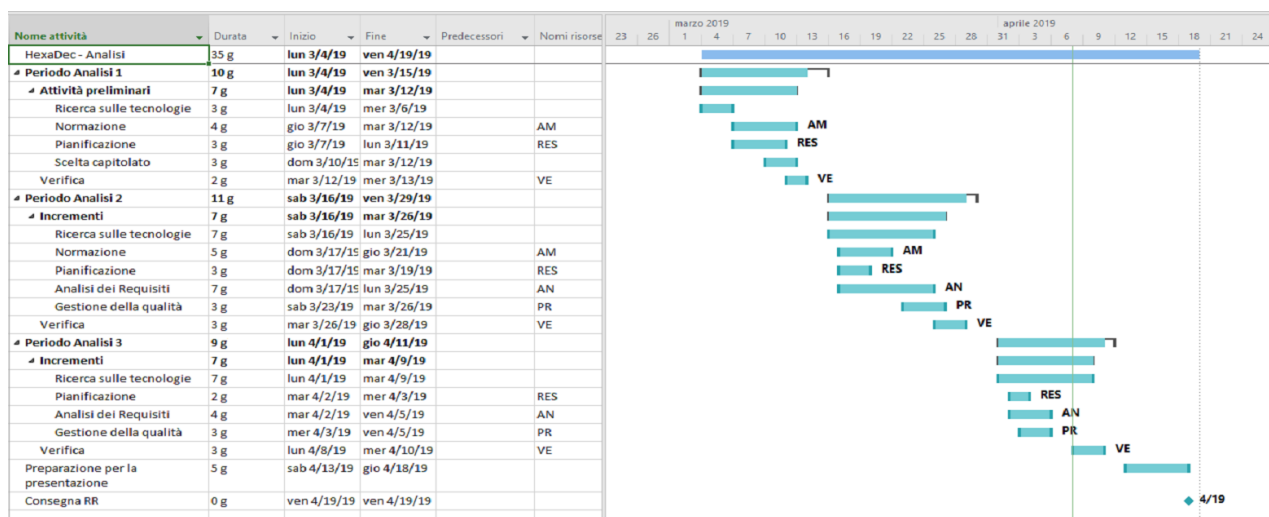 marzo 2019 aprile 2019
Nome attività Durata Inizio Fine Predecessori Nomi risorse 23 26 1 4 7 10 13 16 19 22 25 28 31 3 6 9 12 15 18 21 24
HexaDec - Analisi 35 g lun 3/4/19 ven 4/19/19
Periodo Analisi 1 10 g lun 3/4/19 ven 3/15/19
Attività preliminari 7 g lun 3/4/19 mar 3/12/19
Ricerca sulle tecnologie 3 g lun 3/4/19 mer 3/6/19
Normazione 4 g gio 3/7/19 mar 3/12/19 AM AM
Pianificazione 3 g gio 3/7/19 lun 3/11/19 RES RES
Scelta capitolato 3 g dom 3/10/19 mar 3/12/19
Verifica 2 g mar 3/12/19 mer 3/13/19 VE VE
Periodo Analisi 2 11 g sab 3/16/19 ven 3/29/19
Incrementi 7 g sab 3/16/19 mar 3/26/19
Ricerca sulle tecnologie 7 g sab 3/16/19 lun 3/25/19
Normazione 5 g dom 3/17/19 gio 3/21/19 AM AM
Pianificazione 3 g dom 3/17/19 mar 3/19/19 RES RES
Analisi dei Requisiti 7 g dom 3/17/19 lun 3/25/19 AN AN
Gestione della qualità 3 g sab 3/23/19 mar 3/26/19 PR PR
Verifica 3 g mar 3/26/19 gio 3/28/19 VE VE
Periodo Analisi 3 9 g lun 4/1/19 gio 4/11/19
Incrementi 7 g lun 4/1/19 mar 4/9/19
Ricerca sulle tecnologie 7 g lun 4/1/19 mar 4/9/19
Pianificazione 2 g mar 4/2/19 mer 4/3/19 RES RES
Analisi dei Requisiti 4 g mar 4/2/19 ven 4/5/19 AN AN
Gestione della qualità 3 g mer 4/3/19 ven 4/5/19 PR PR
Verifica 3 g lun 4/8/19 mer 4/10/19 VE VE
Preparazione per la 5 g sab 4/13/19 gio 4/18/19
presentazione
Consegna RR 0 g ven 4/19/19 ven 4/19/19 4/19